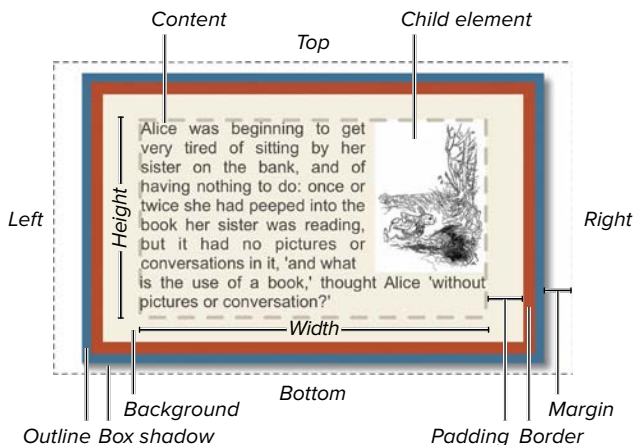 Content
Child element
Top
Left
Right
Height
Alice was beginning to get
very tired of sitting by her
sister on the bank, and of
having nothing to do: once or
twice she had peeped into the
book her sister was reading,
but it had no pictures or
conversations in it, 'and what
is the use of a book,' thought Alice 'without
pictures or conversation?'
Width
Bottom
Background
Margin
Outline
Box shadow
Padding
Border